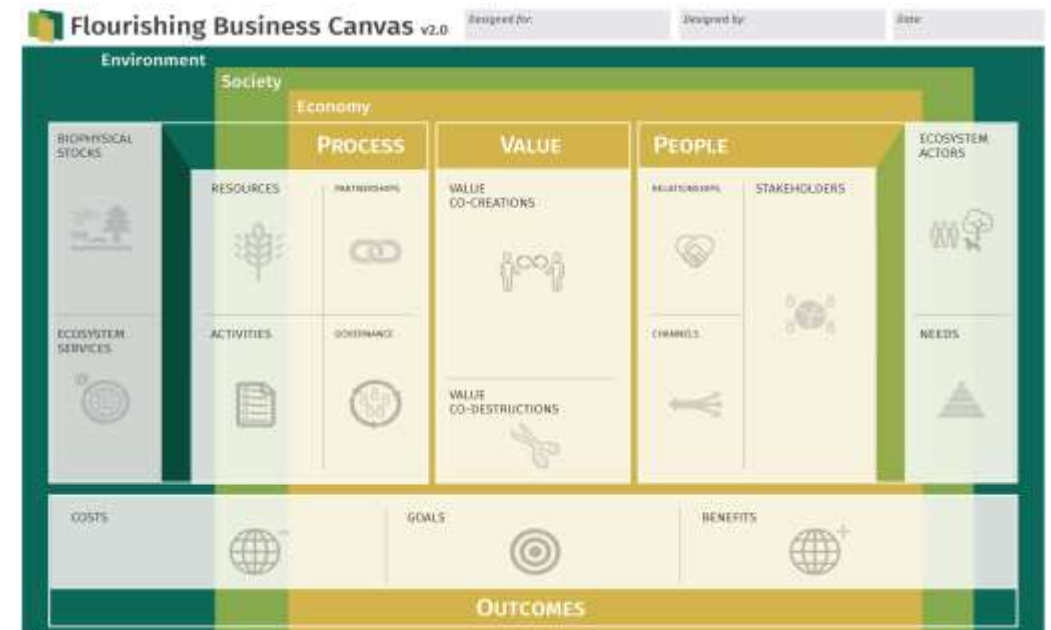 Flourishing Business Canvas v2.0
Designed for:
Designed by:
Date:
Environment
Society
Economy
BIOPHYSICAL
STOCKS
PROCESS
VALUE
PEOPLE
ECOSYSTEM
ACTORS
RESOURCES
PARTNERSHIPS
VALUE
CO-CREATIONS
RELATIONSHIPS
STAKEHOLDERS
ECOSYSTEM
SERVICES
ACTIVITIES
GOVERNANCE
CHANNELS
NEEDS
VALUE
CO-DESTRUCTIONS
COSTS
GOALS
BENEFITS
OUTCOMES